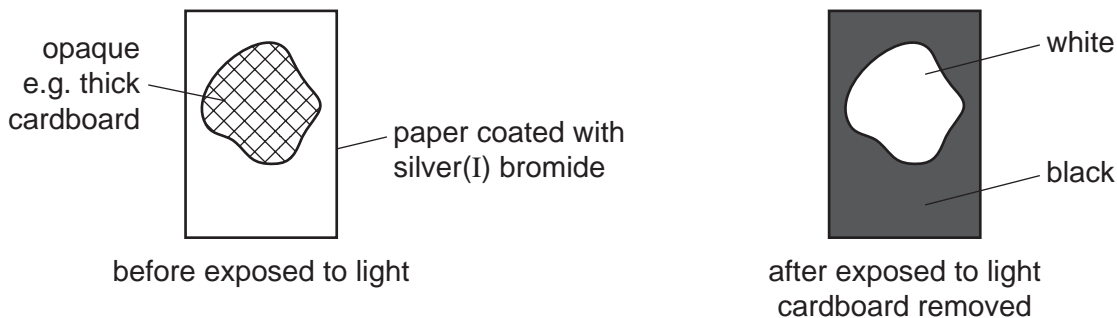 opaque
e.g. thick
cardboard
paper coated with
silver(I) bromide
before exposed to light
white
black
after exposed to light
cardboard removed